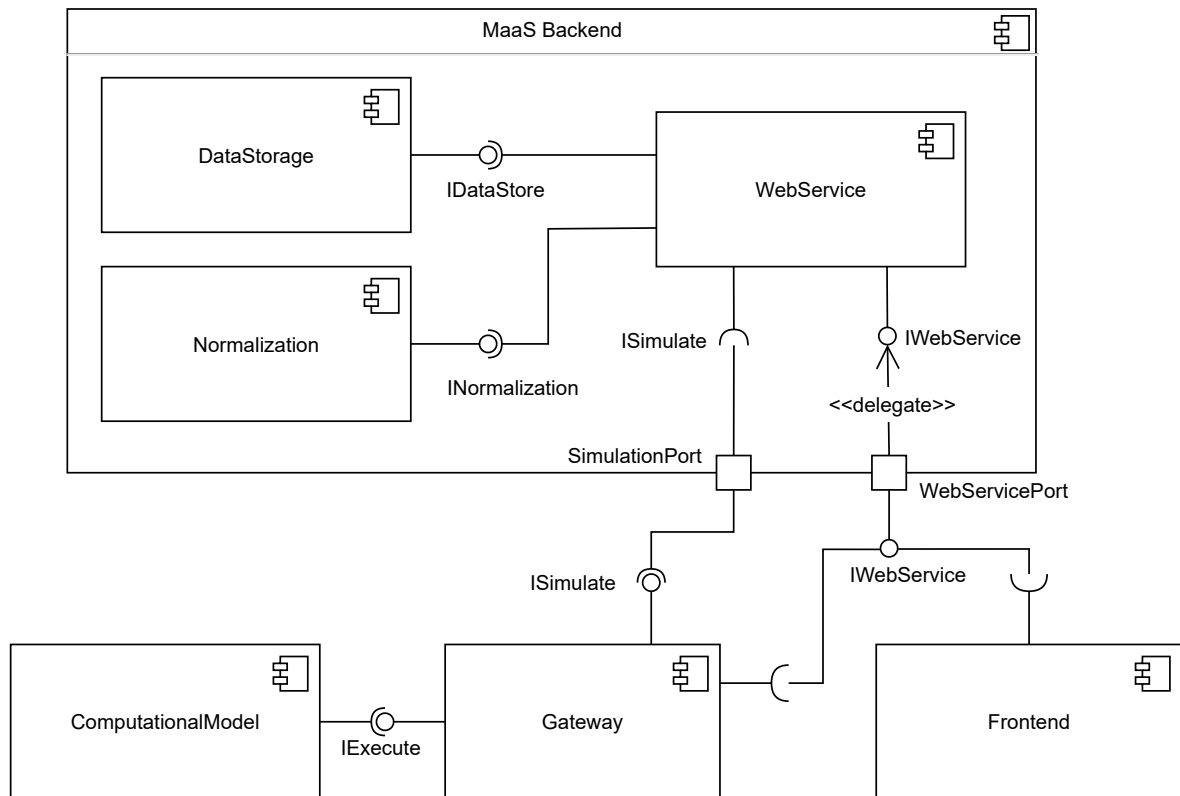 MaaS Backend
DataStorage
IDataStore
WebService
Normalization
INormalization
ISimulate
IWebService
<<delegate>>
SimulationPort
WebServicePort
ISimulate
IWebService
ComputationalModel
IExecute
Gateway
Frontend